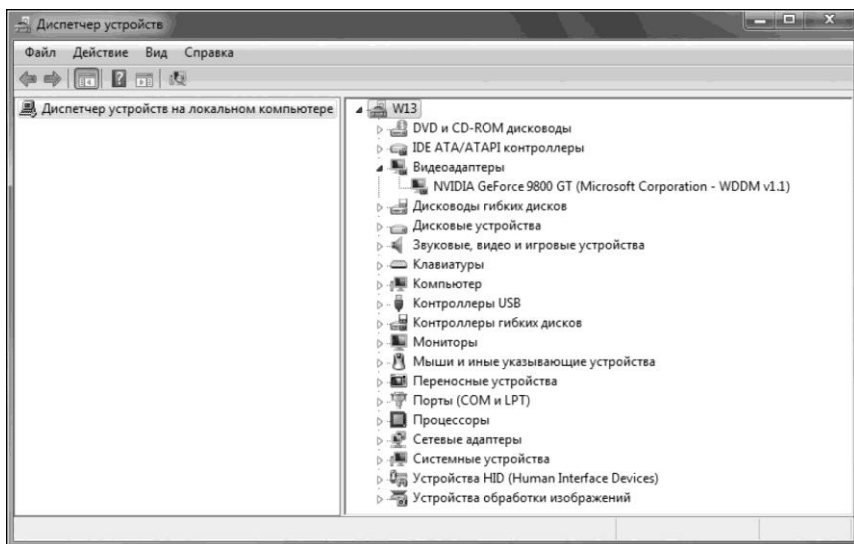 Диспетчер устройств
Файл Действие Вид Справка
Диспетчер устройств на локальном компьютере
W13
DVD и CD-ROM дисководы
IDE ATA/ATAPI контроллеры
Видеоадаптеры
NVIDIA GeForce 9800 GT (Microsoft Corporation - WDDM v1.1)
Дисководы гибких дисков
Дисковые устройства
Звуковые, видео и игровые устройства
Клавиатуры
Компьютер
Контроллеры USB
Контроллеры гибких дисков
Мониторы
Мыши и иные указывающие устройства
Переносные устройства
Порты (COM и LPT)
Процессоры
Сетевые адаптеры
Системные устройства
Устройства HID (Human Interface Devices)
Устройства обработки изображений